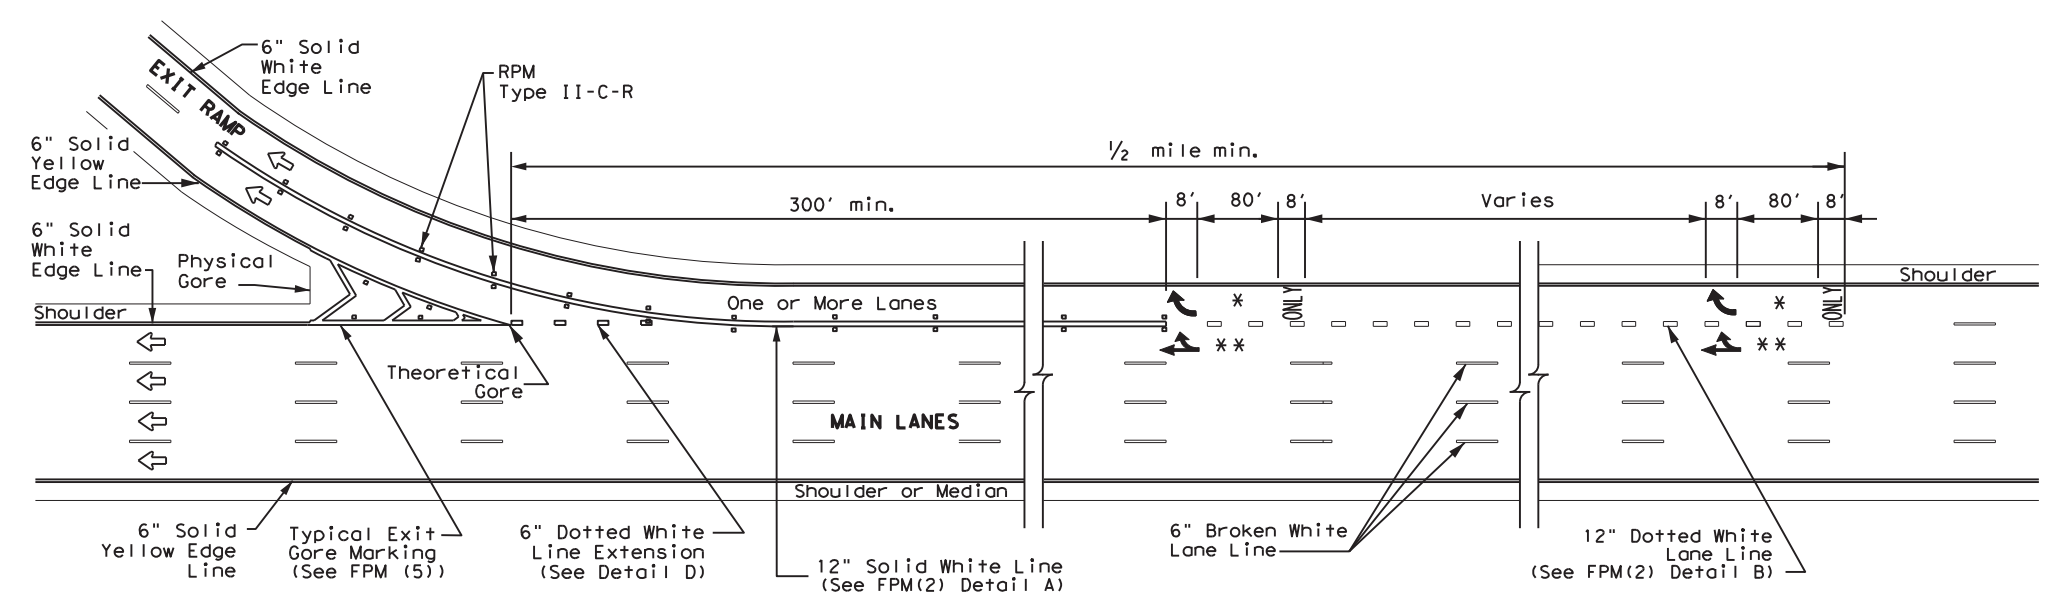 6" Solid
White
Edge Line
EXIT RAMP
RPM
Type II-C-R
6" Solid
Yellow
Edge Line
½ mile min.
300' min.
8'
80'
8'
Varies
8'
80'
8'
6" Solid
White
Edge Line
Physical
Gore
Shoulder
Shoulder
One or More Lanes
*
ONLY
*
ONLY
**
**
Theoretical
Gore
MAIN LANES
Shoulder or Median
6" Solid
Yellow Edge
Line
Typical Exit
Gore Marking
(See FPM (5))
6" Dotted White
Line Extension
(See Detail D)
12" Solid White Line
(See FPM(2) Detail A)
6" Broken White
Lane Line
12" Dotted White
Lane Line
(See FPM(2) Detail B)